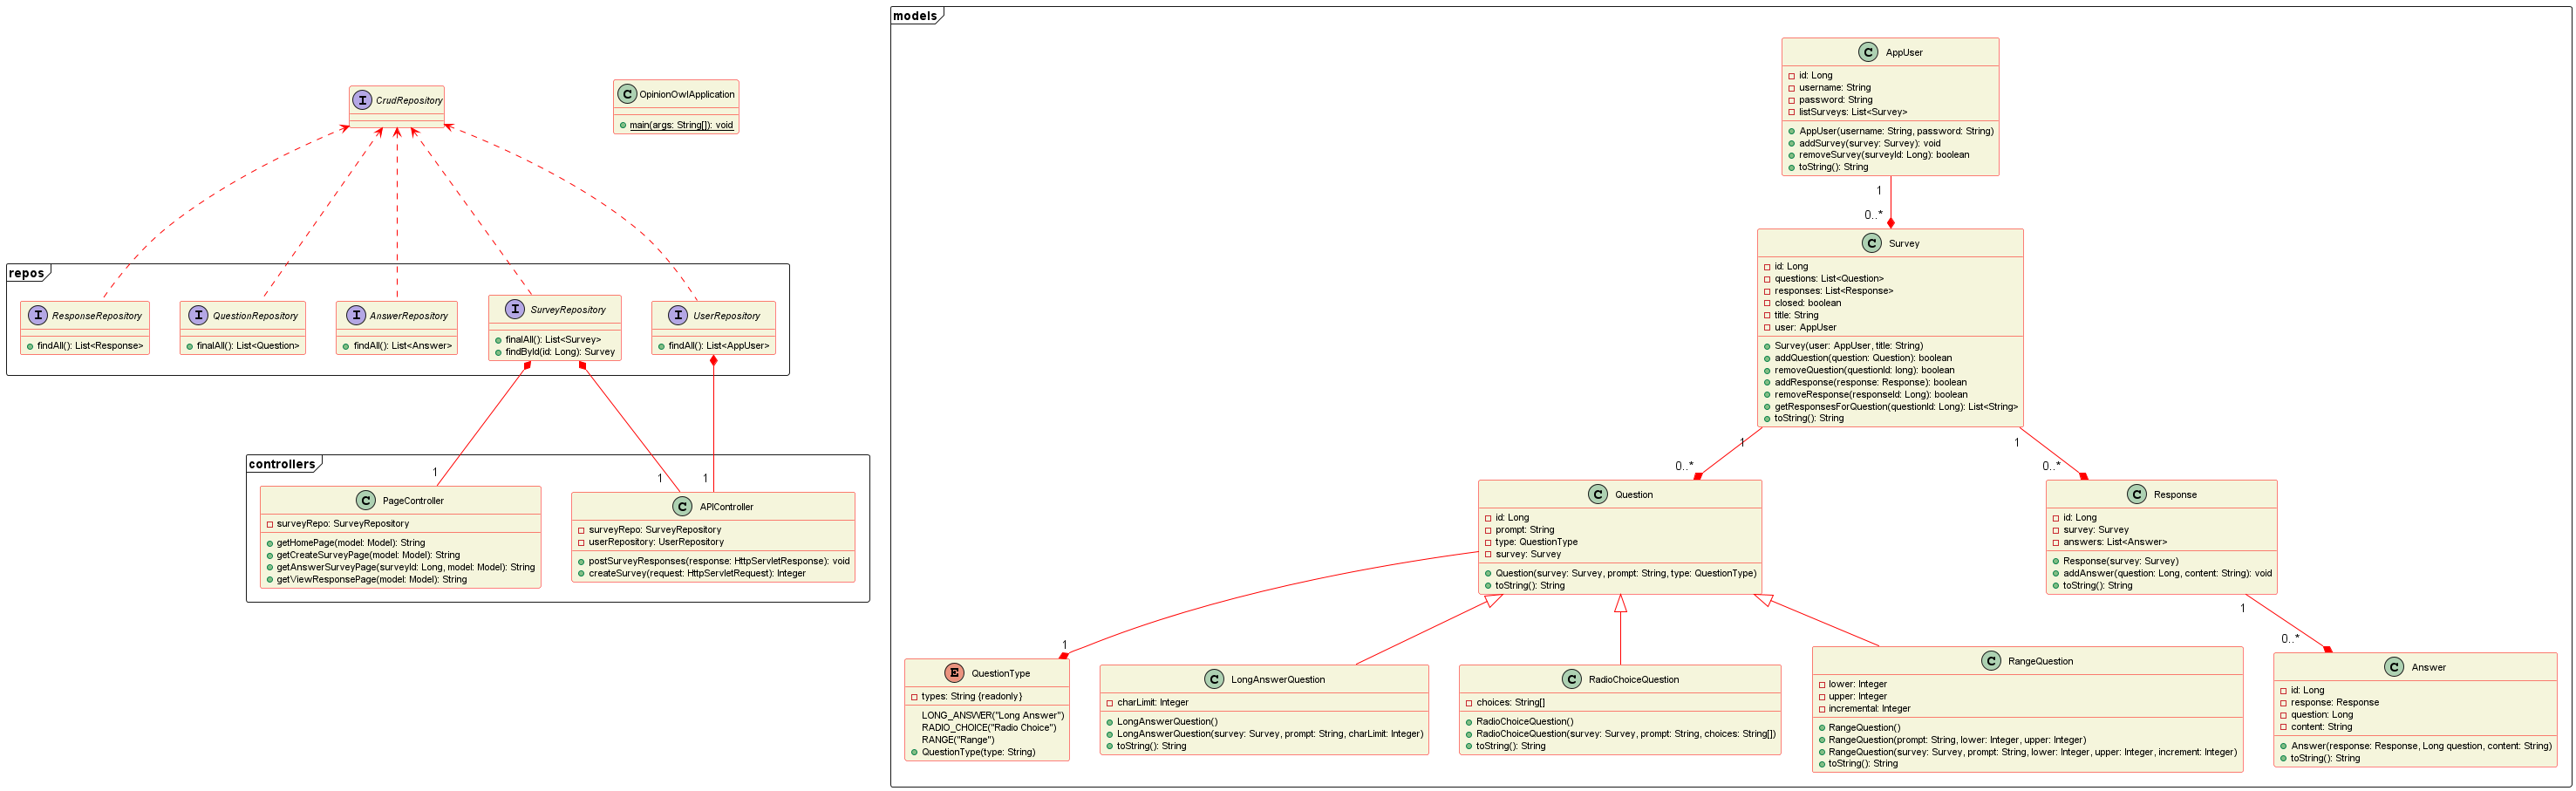 models
CrudRepository
OpinionOwlApplication
main(args: String[]): void
repos
ResponseRepository
findAll(): List<Response>
QuestionRepository
finalAll(): List<Question>
AnswerRepository
findAll(): List<Answer>
SurveyRepository
finalAll(): List<Survey>
findById(id: Long): Survey
UserRepository
findAll(): List<AppUser>
controllers
1
1
1
PageController
surveyRepo: SurveyRepository
getHomePage(model: Model): String
getCreateSurveyPage(model: Model): String
getAnswerSurveyPage(surveyId: Long, model: Model): String
getViewResponsePage(model: Model): String
APIController
surveyRepo: SurveyRepository
userRepository: UserRepository
postSurveyResponses(response: HttpServletResponse): void
createSurvey(request: HttpServletRequest): Integer
AppUser
id: Long
username: String
password: String
listSurveys: List<Survey>
AppUser(username: String, password: String)
addSurvey(survey: Survey): void
removeSurvey(surveyId: Long): boolean
toString(): String
1
0..*
Survey
id: Long
questions: List<Question>
responses: List<Response>
closed: boolean
title: String
user: AppUser
Survey(user: AppUser, title: String)
addQuestion(question: Question): boolean
removeQuestion(questionId: long): boolean
addResponse(response: Response): boolean
removeResponse(responseId: Long): boolean
getResponsesForQuestion(questionId: Long): List<String>
toString(): String
1
1
0..*
0..*
Question
id: Long
prompt: String
type: QuestionType
survey: Survey
Question(survey: Survey, prompt: String, type: QuestionType)
toString(): String
Response
id: Long
survey: Survey
answers: List<Answer>
Response(survey: Survey)
addAnswer(question: Long, content: String): void
toString(): String
1
1
0..*
QuestionType
types: String {readonly}
LONG_ANSWER("Long Answer")
RADIO_CHOICE("Radio Choice")
RANGE("Range")
QuestionType(type: String)
LongAnswerQuestion
charLimit: Integer
LongAnswerQuestion()
LongAnswerQuestion(survey: Survey, prompt: String, charLimit: Integer)
toString(): String
RadioChoiceQuestion
choices: String[]
RadioChoiceQuestion()
RadioChoiceQuestion(survey: Survey, prompt: String, choices: String[])
toString(): String
RangeQuestion
lower: Integer
upper: Integer
incremental: Integer
RangeQuestion()
RangeQuestion(prompt: String, lower: Integer, upper: Integer)
RangeQuestion(survey: Survey, prompt: String, lower: Integer, upper: Integer, increment: Integer)
toString(): String
Answer
id: Long
response: Response
question: Long
content: String
Answer(response: Response, Long question, content: String)
toString(): String